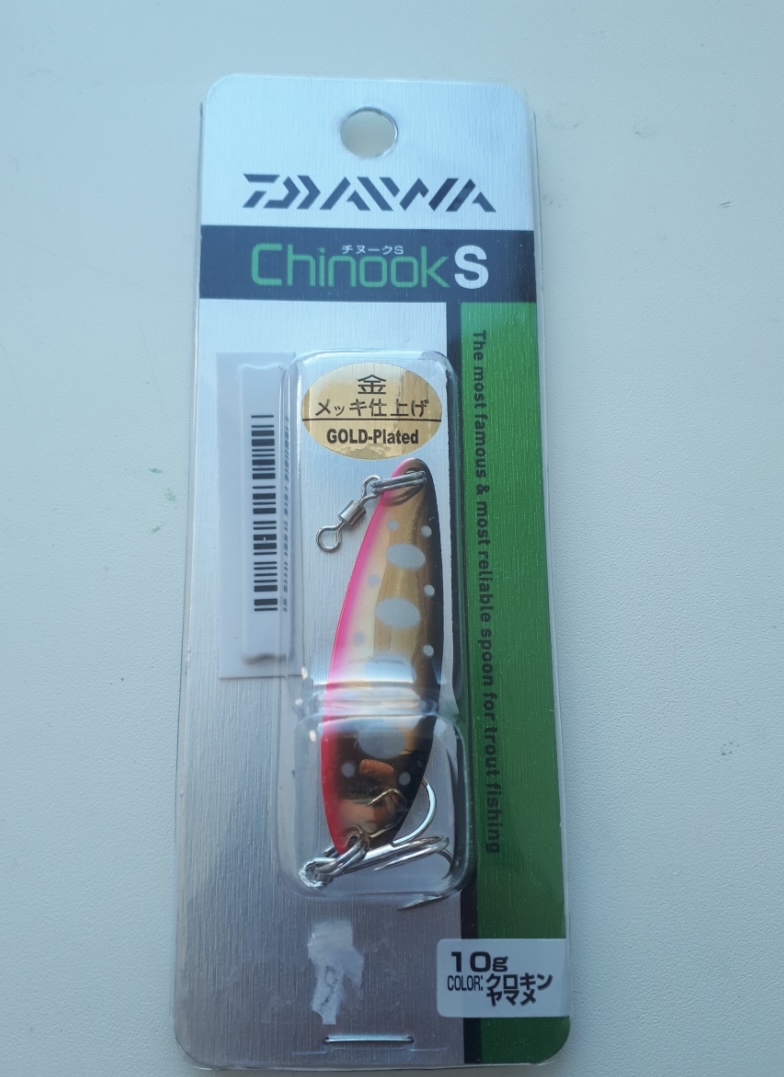 DAIWA
チヌークS
Chinook S
金
メッキ仕上げ
GOLD-Plated
The most famous & most reliable spoon for trout fishing
10g
COLOR: クロキン
ヤマメ